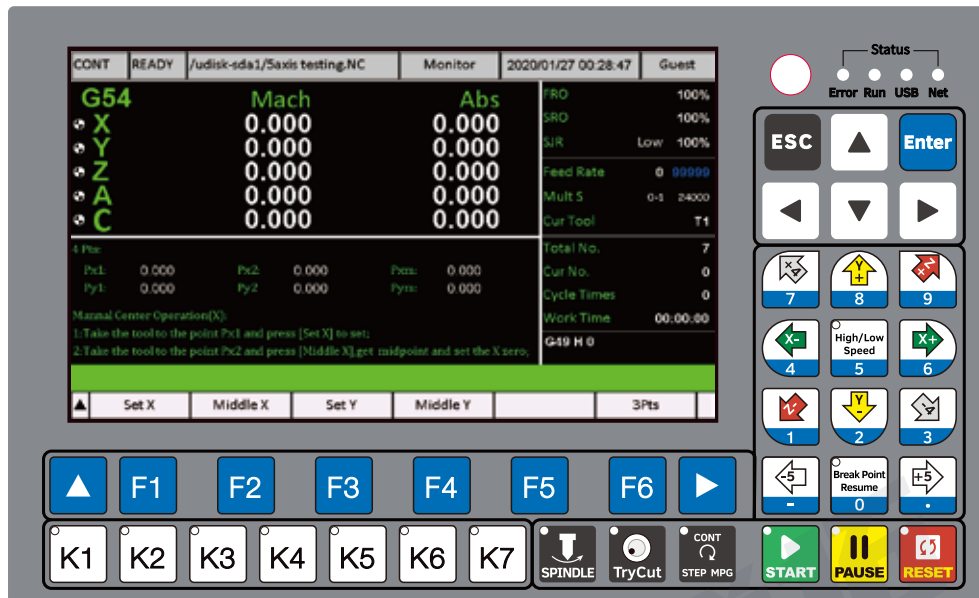 CONT READY /udisk-sda1/5axis testing.NC Monitor 2020/01/27 00:28:47 Guest
G54 Mach Abs
X 0.000 0.000
Y 0.000 0.000
Z 0.000 0.000
A 0.000 0.000
C 0.000 0.000
FRO 100%
SRO 100%
SJR Low 100%
Feed Rate 0 99999
Mult S 0-1 24000
Cur Tool T1
Total No. 7
Cur No. 0
Cycle Times 0
Work Time 00:00:00
G49 H 0
4 Pts:
Px1: 0.000 Px2: 0.000 Pxm: 0.000
Py1: 0.000 Py2 0.000 Pym: 0.000
Manual Center Operation(X):
1:Take the tool to the point Px1 and press [Set X] to set;
2:Take the tool to the point Px2 and press [Middle X],get midpoint and set the X zero;
Set X Middle X Set Y Middle Y 3Pts
Status
Error Run USB Net
ESC Enter
X 4 Y + Z+
7 8 9
X- High/Low Speed X+
4 5 6
Z- Y - -4
1 2 3
-5 Break Point Resume +5
- 0 .
F1 F2 F3 F4 F5 F6
K1 K2 K3 K4 K5 K6 K7
SPINDLE TryCut CONT STEP MPG START PAUSE RESET